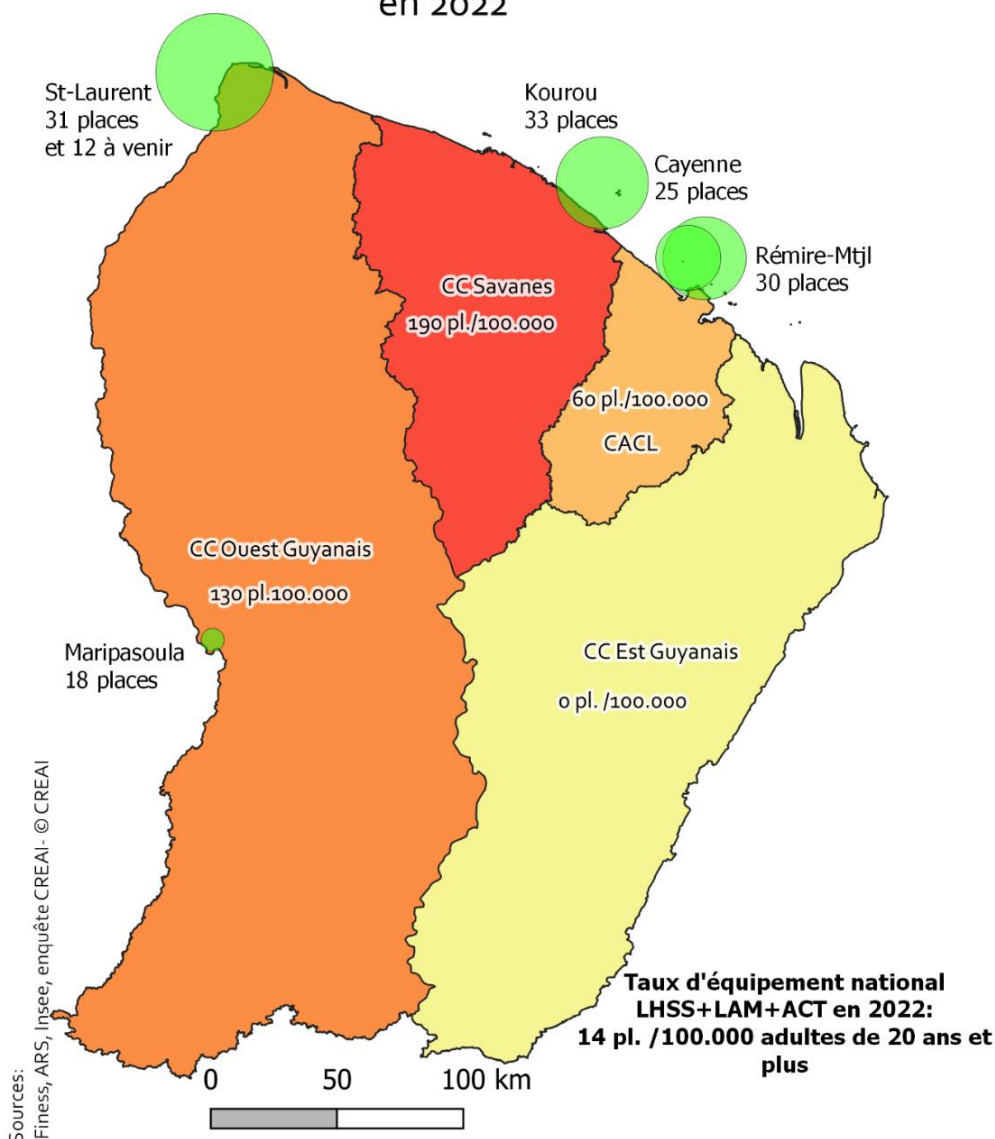 en 2022
St-Laurent
31 places
et 12 à venir
Kourou
33 places
Cayenne
25 places
Rémire-Mtjl
30 places
CC Savanes
190 pl./100.000
60 pl./100.000
CACL
CC Ouest Guyanais
130 pl.100.000
Maripasoula
18 places
CC Est Guyanais
0 pl. /100.000
Taux d'équipement national
LHSS+LAM+ACT en 2022:
14 pl. /100.000 adultes de 20 ans et
plus
0 50 100 km
Sources:
Finess, ARS, Insee, enquête CREAI- © CREAI